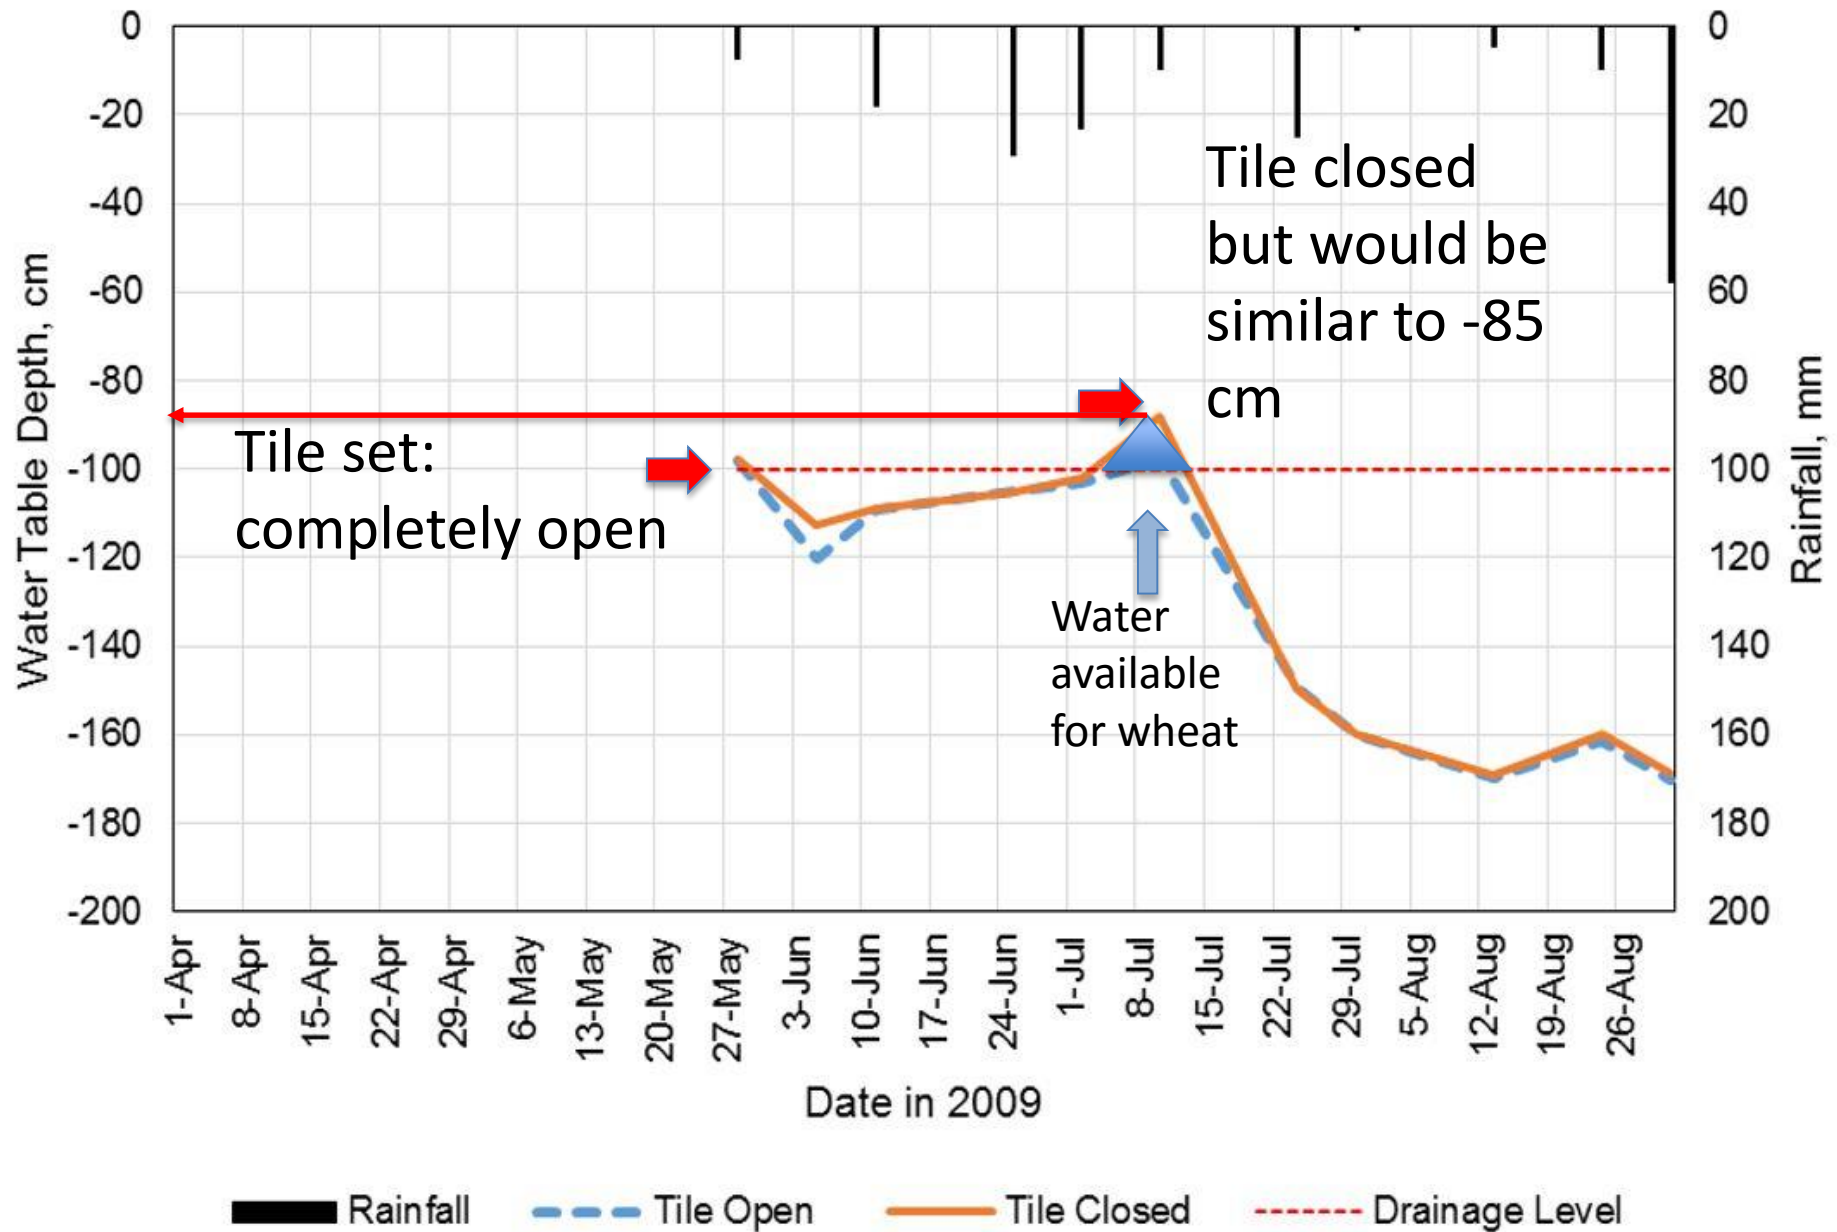 0
-20
-40
-60
-80
-100
-120
-140
-160
-180
-200
Water Table Depth, cm
0
20
40
60
80
100
120
140
160
180
200
Rainfall, mm
Tile closed
but would be
similar to -85
cm
Tile set:
completely open
Water
available
for wheat
1-Apr
8-Apr
15-Apr
22-Apr
29-Apr
6-May
13-May
20-May
27-May
3-Jun
10-Jun
17-Jun
24-Jun
1-Jul
8-Jul
15-Jul
22-Jul
29-Jul
5-Aug
12-Aug
19-Aug
26-Aug
Date in 2009
Rainfall
Tile Open
Tile Closed
Drainage Level